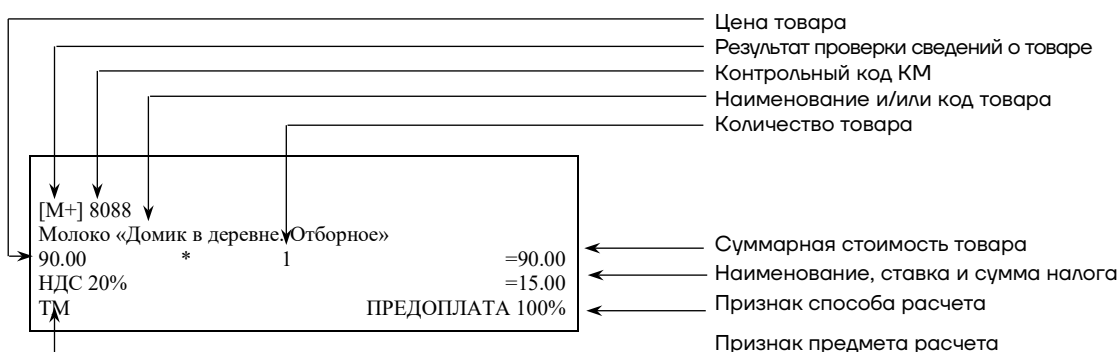 Цена товара
Результат проверки сведений о товаре
Контрольный код КМ
Наименование и/или код товара
Количество товара
[М+] 8088
Молоко «Домик в деревне. Отборное»
90.00 * 1 =90.00
Суммарная стоимость товара
НДС 20% =15.00
Наименование, ставка и сумма налога
ТМ ПРЕДОПЛАТА 100%
Признак способа расчета
Признак предмета расчета